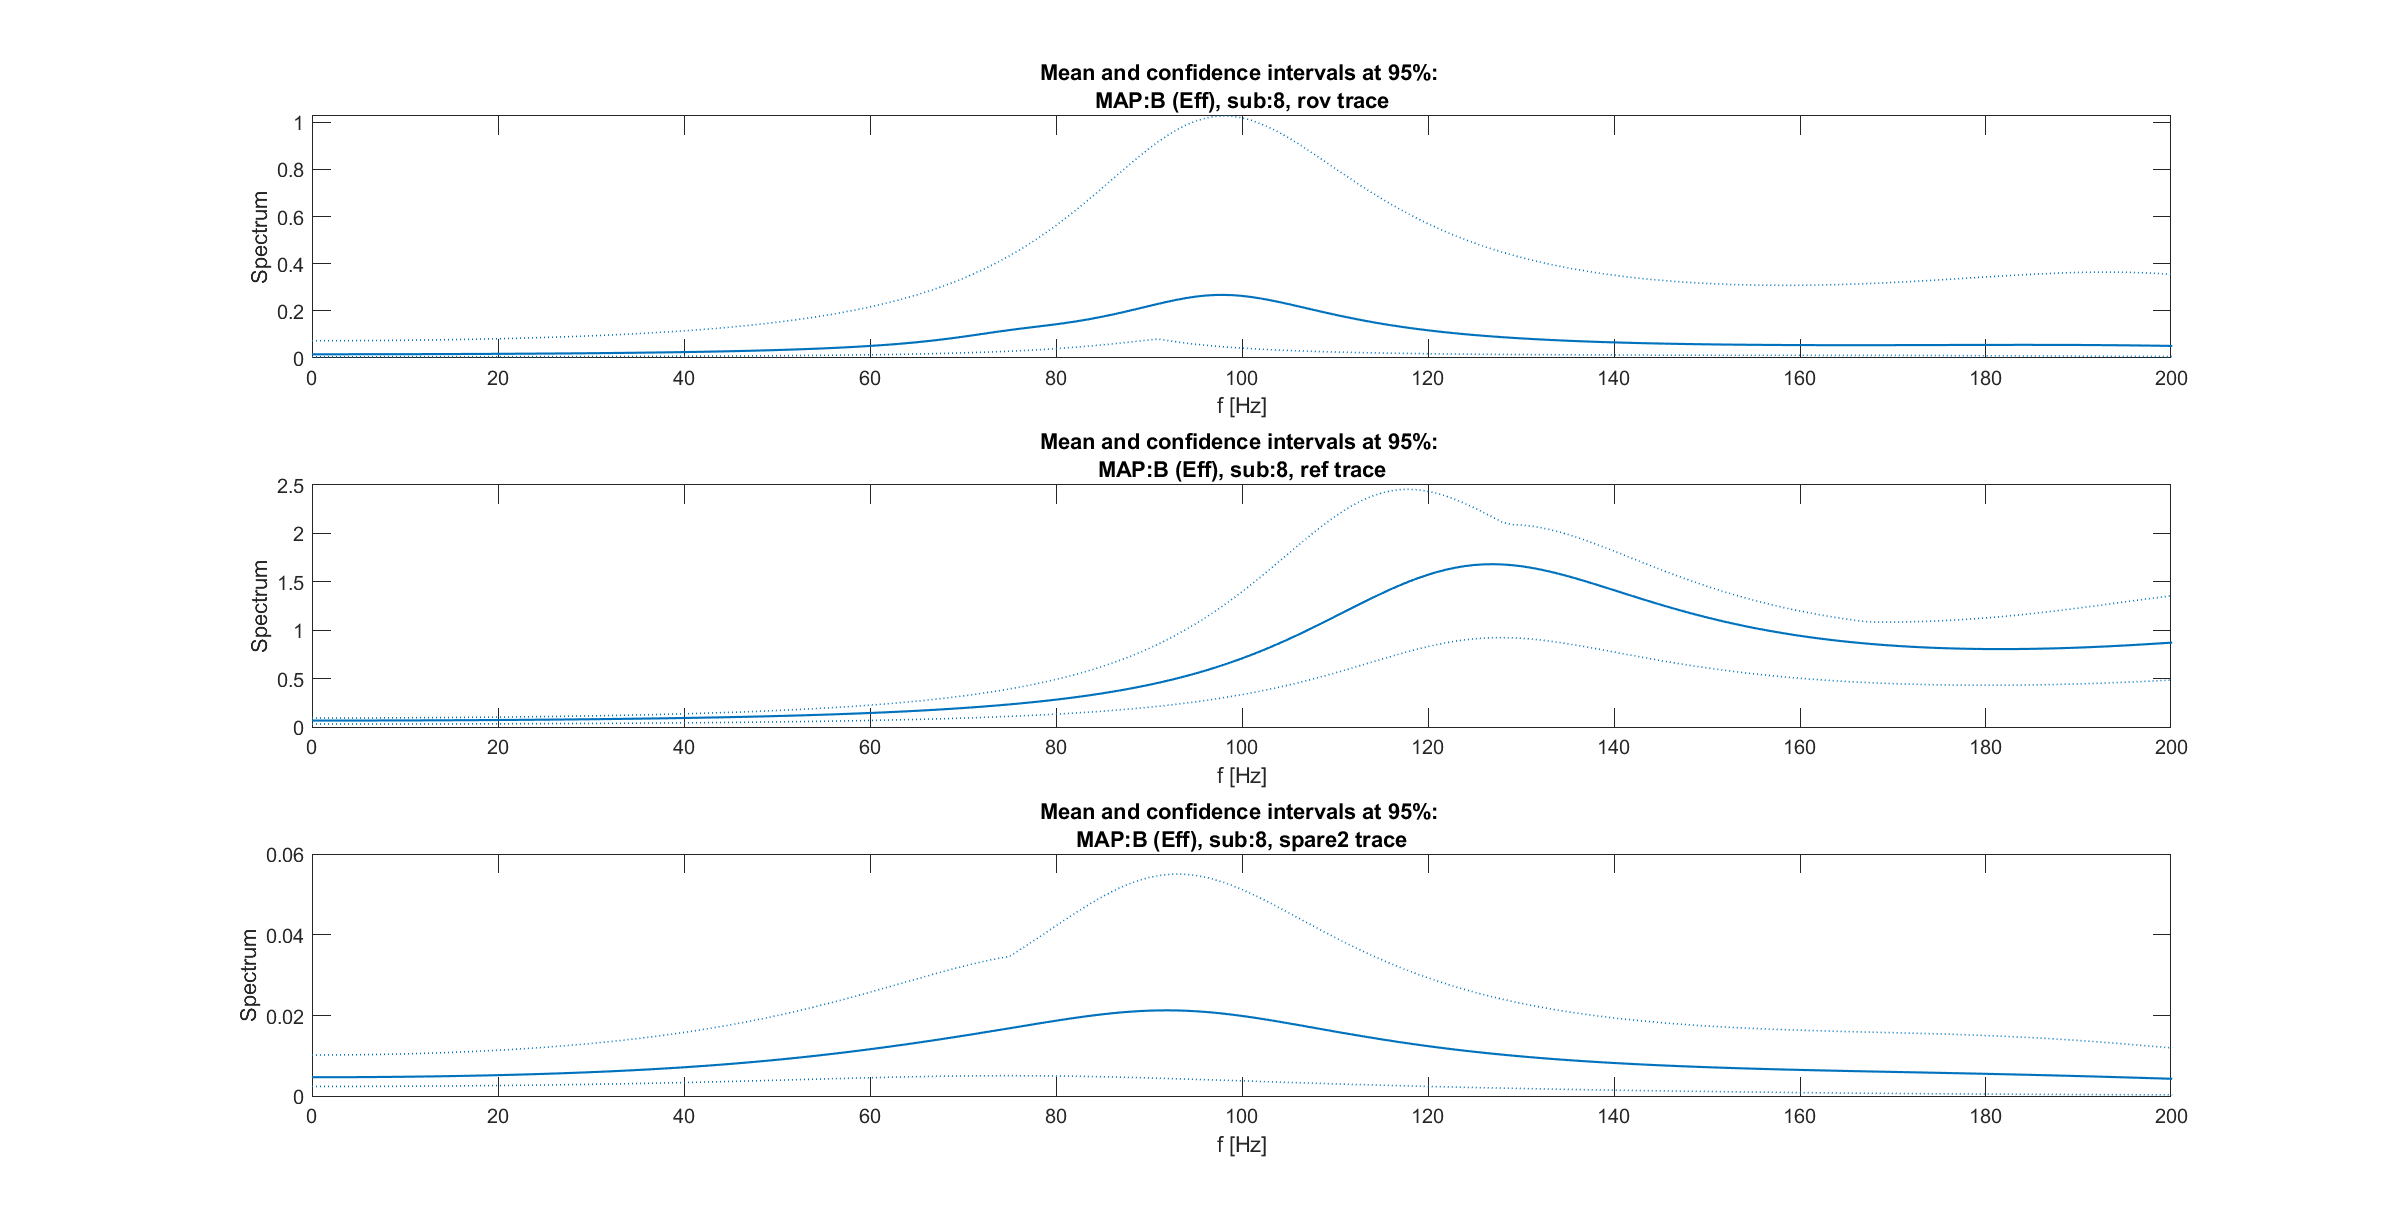 Mean and confidence intervals at 95%:
MAP:B (Eff), sub:8, rov trace
1
0.8
0.6
0.4
0.2
0
Spectrum
0 20 40 60 80 100 120 140 160 180 200
f [Hz]
Mean and confidence intervals at 95%:
MAP:B (Eff), sub:8, ref trace
2.5
2
1.5
1
0.5
0
Spectrum
0 20 40 60 80 100 120 140 160 180 200
f [Hz]
Mean and confidence intervals at 95%:
MAP:B (Eff), sub:8, spare2 trace
0.06
0.04
0.02
0
Spectrum
0 20 40 60 80 100 120 140 160 180 200
f [Hz]